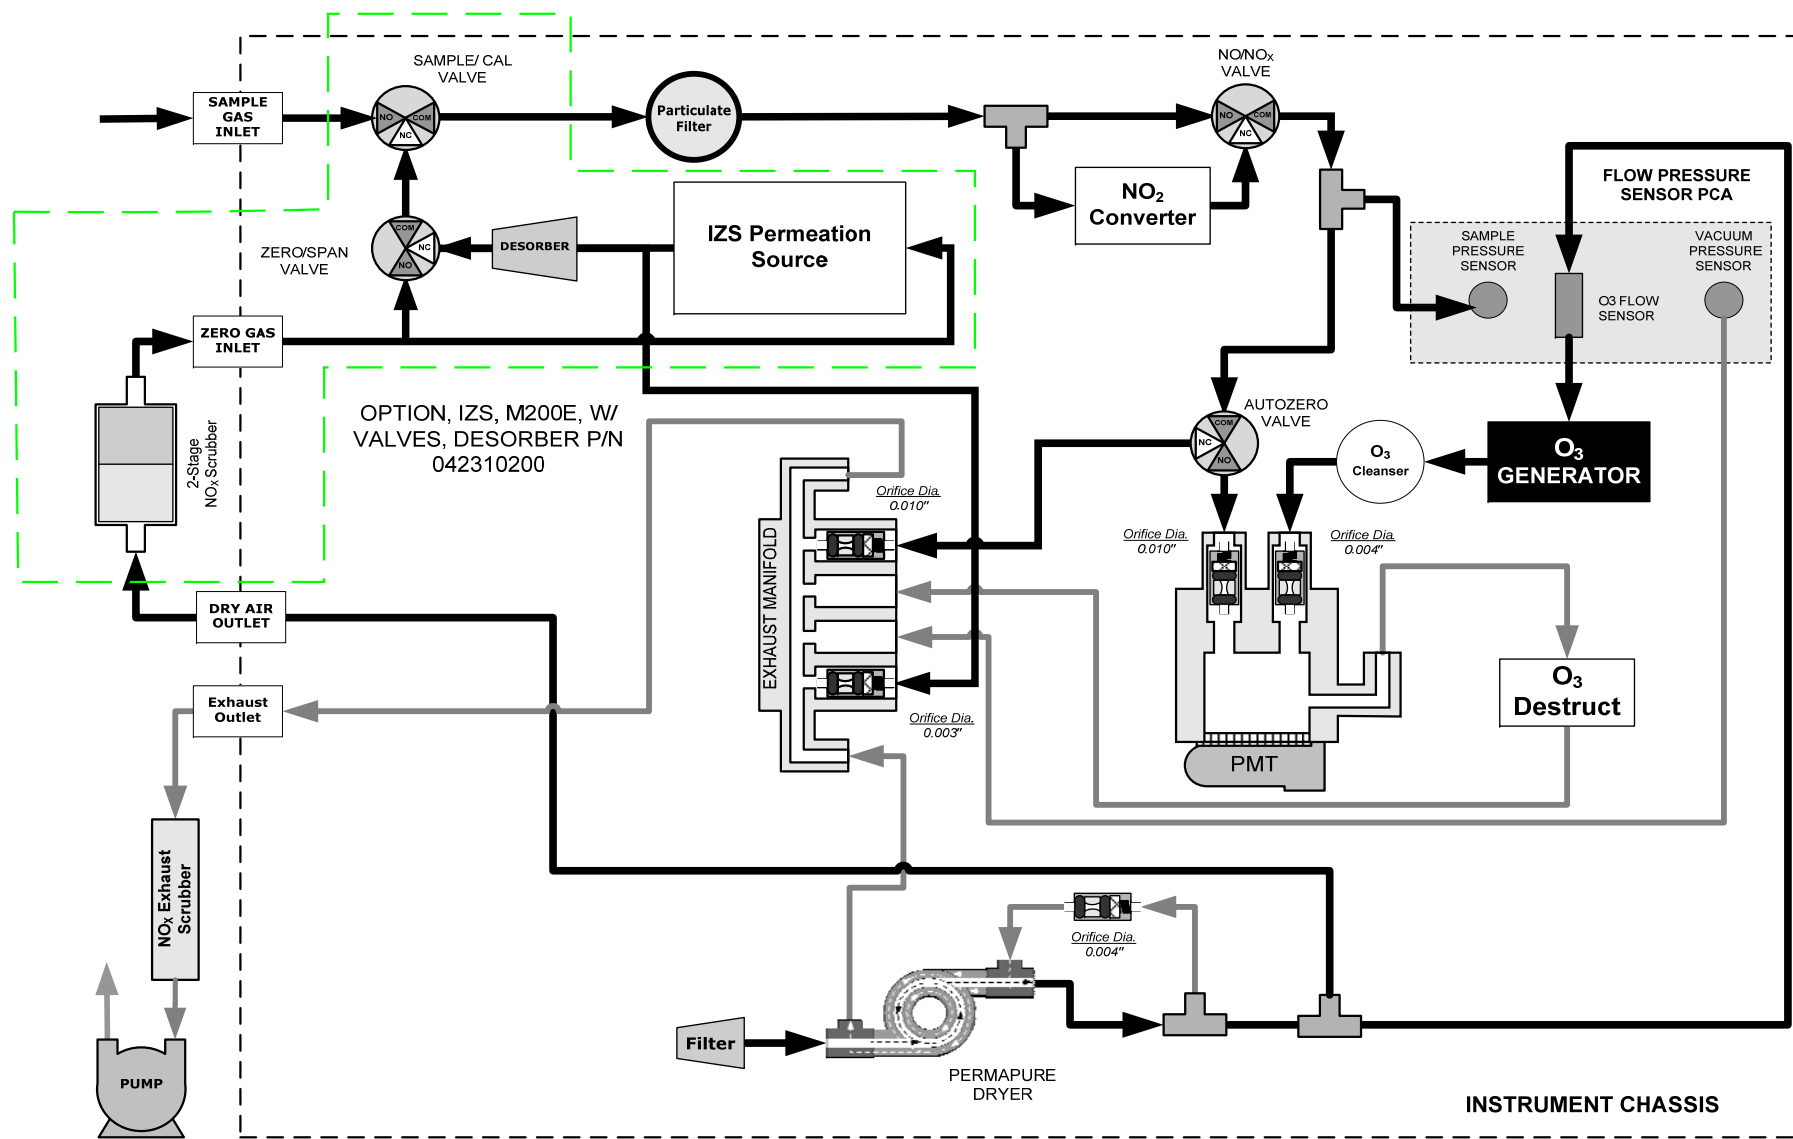 SAMPLE/ CAL
VALVE
NO/NOX
VALVE
SAMPLE
GAS
INLET
NO
COM
NC
Particulate
Filter
NO
COM
NC
FLOW PRESSURE
SENSOR PCA
NO2
Converter
IZS Permeation
Source
DESORBER
COM
NC
NO
ZERO/SPAN
VALVE
SAMPLE
PRESSURE
SENSOR
VACUUM
PRESSURE
SENSOR
O3 FLOW
SENSOR
ZERO GAS
INLET
2-Stage
NOX Scrubber
OPTION, IZS, M200E, W/
VALVES, DESORBER P/N
042310200
AUTOZERO
VALVE
COM
NC
NO
O3
Cleanser
O3
GENERATOR
Orifice Dia.
0.010"
Orifice Dia.
0.010"
Orifice Dia.
0.004"
EXHAUST MANIFOLD
DRY AIR
OUTLET
Exhaust
Outlet
Orifice Dia.
0.003"
O3
Destruct
PMT
NOX Exhaust
Scrubber
Orifice Dia.
0.004"
Filter
PERMAPURE
DRYER
PUMP
INSTRUMENT CHASSIS